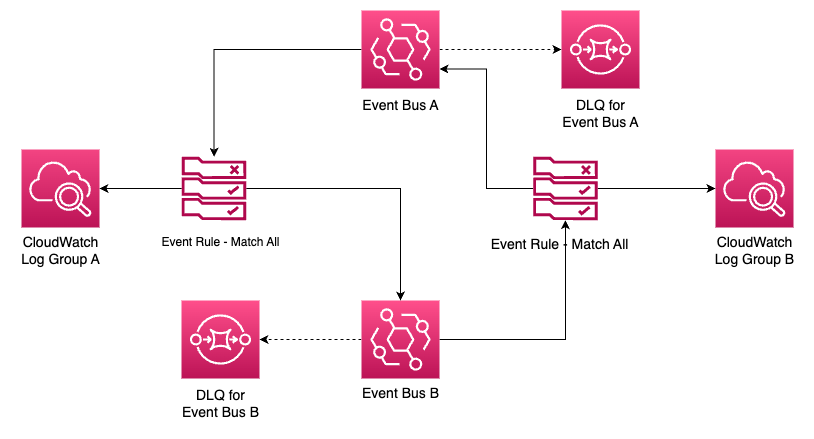 Event Bus A
DLQ for
Event Bus A
CloudWatch
Log Group A
Event Rule - Match All
Event Rule - Match All
CloudWatch
Log Group B
DLQ for
Event Bus B
Event Bus B